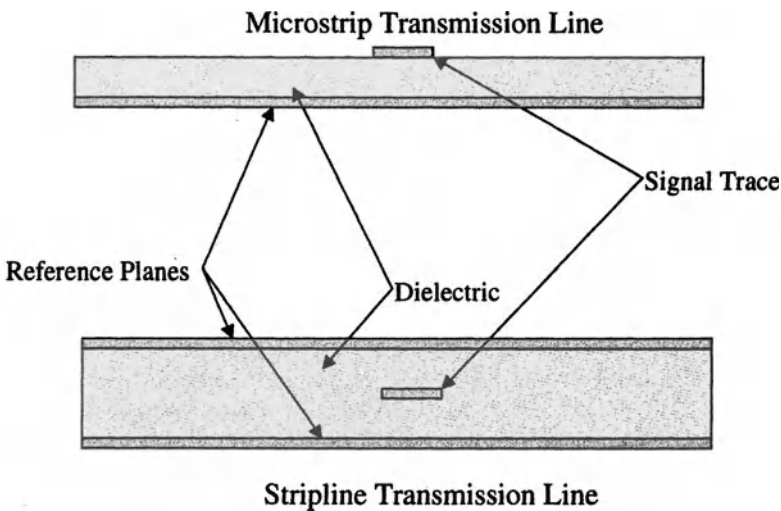 Microstrip Transmission Line
Signal Trace
Reference Planes
Dielectric
Stripline Transmission Line